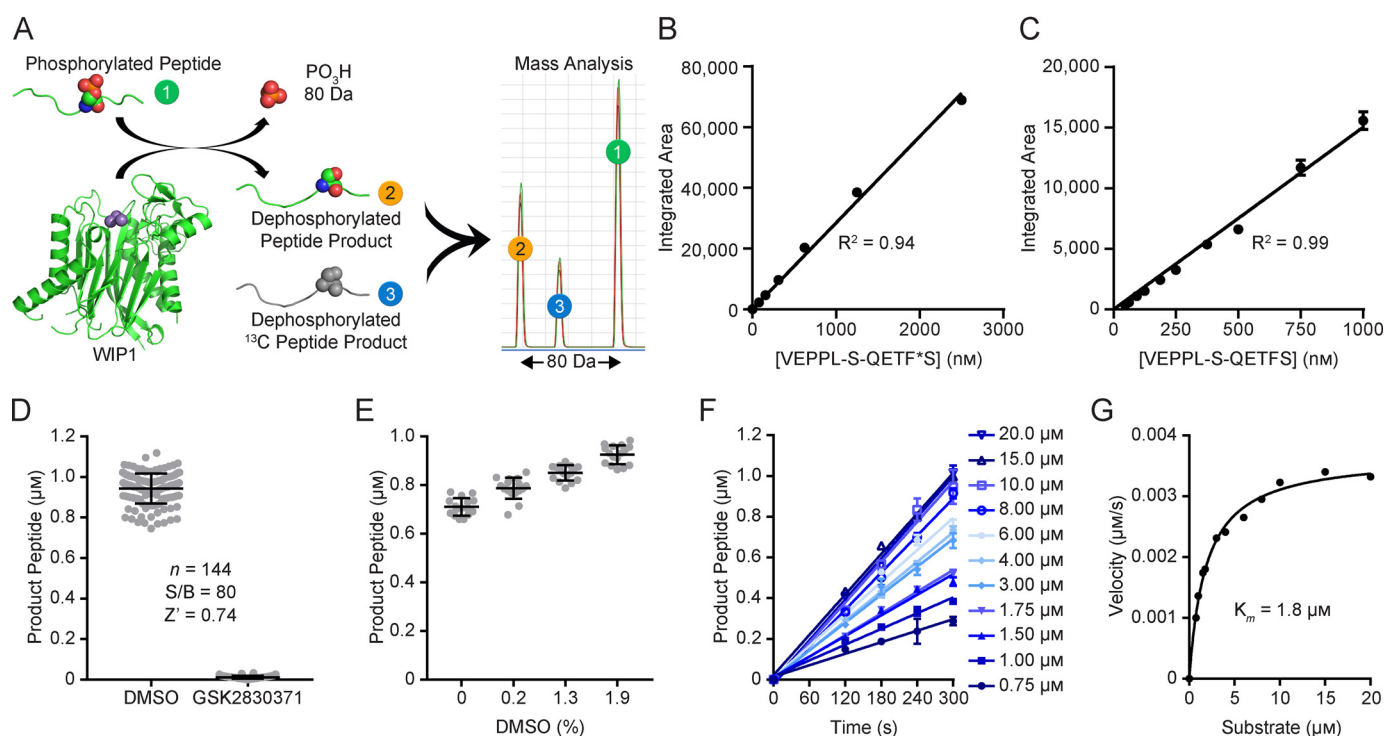 A
Phosphorylated Peptide
1
PO3H
80 Da
WIP1
2
Dephosphorylated
Peptide Product
3
Dephosphorylated
13C Peptide Product
Mass Analysis
1
2
3
80 Da
B
Integrated Area
80,000
60,000
40,000
20,000
0
R2 = 0.94
0
1000
2000
3000
[VEPPL-S-QETF*S] (nM)
C
Integrated Area
20,000
15,000
10,000
5,000
0
R2 = 0.99
250
500
750
1000
[VEPPL-S-QETFS] (nM)
D
Product Peptide (µM)
1.2
1.0
0.8
0.6
0.4
0.2
0
n = 144
S/B = 80
Z' = 0.74
DMSO
GSK2830371
E
Product Peptide (µM)
1.0
0.8
0.6
0.4
0.2
0
0
0.2
1.3
1.9
DMSO (%)
F
Product Peptide (µM)
1.2
1.0
0.8
0.6
0.4
0.2
0
0
120
180
240
300
Time (s)
20.0 µM
15.0 µM
10.0 µM
8.00 µM
6.00 µM
4.00 µM
3.00 µM
1.75 µM
1.50 µM
1.00 µM
0.75 µM
G
Velocity (µM/s)
0.004
0.003
0.002
0.001
0
Km = 1.8 µM
0
5
10
15
20
Substrate (µM)